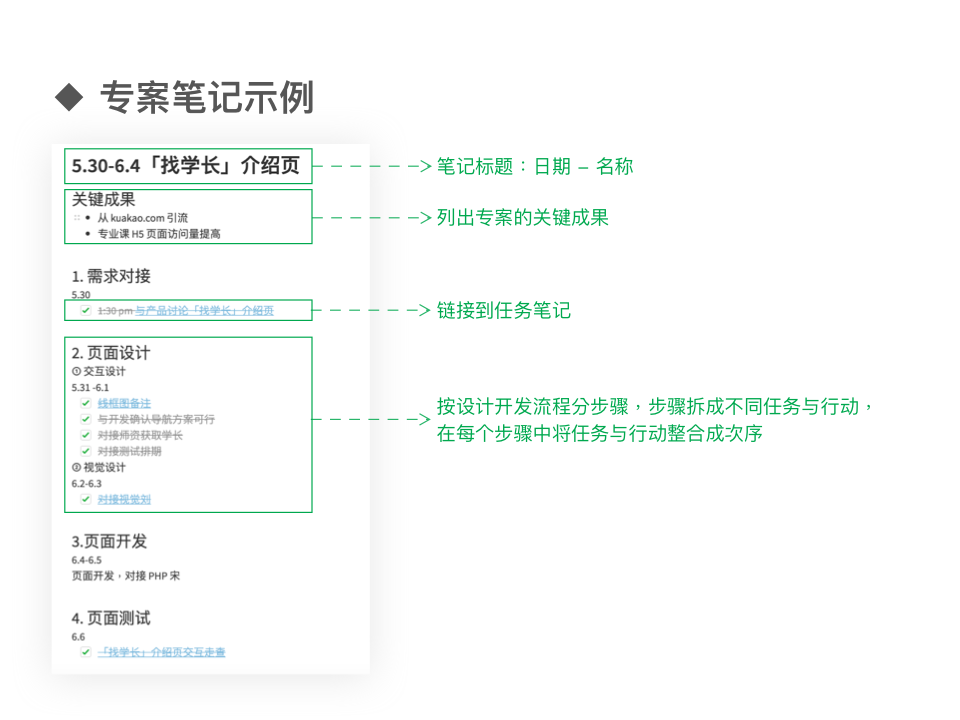 ◆ 专案笔记示例
5.30-6.4「找学长」介绍页
笔记标题：日期 – 名称
关键成果
• 从 kuakao.com 引流
• 专业课 H5 页面访问量提高
列出专案的关键成果
1. 需求对接
5.30
1:30 pm 与产品讨论「找学长」介绍页
链接到任务笔记
2. 页面设计
① 交互设计
5.31 -6.1
线框图备注
与开发确认导航方案可行
对接师资获取学长
对接测试排期
② 视觉设计
6.2-6.3
对接视觉刘
按设计开发流程分步骤，步骤拆成不同任务与行动，
在每个步骤中将任务与行动整合成次序
3.页面开发
6.4-6.5
页面开发，对接 PHP 宋
4. 页面测试
6.6
「找学长」介绍页交互走查